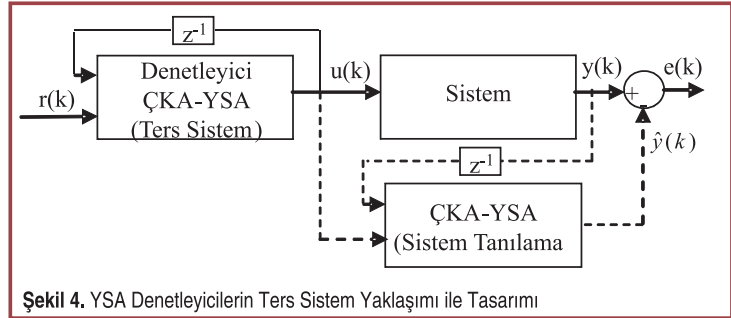 z⁻¹
Denetleyici
ÇKA-YSA
(Ters Sistem)
r(k)
u(k)
Sistem
y(k)
e(k)
+
-
ŷ(k)
z⁻¹
ÇKA-YSA
(Sistem Tanılama
Şekil 4. YSA Denetleyicilerin Ters Sistem Yaklaşımı ile Tasarımı